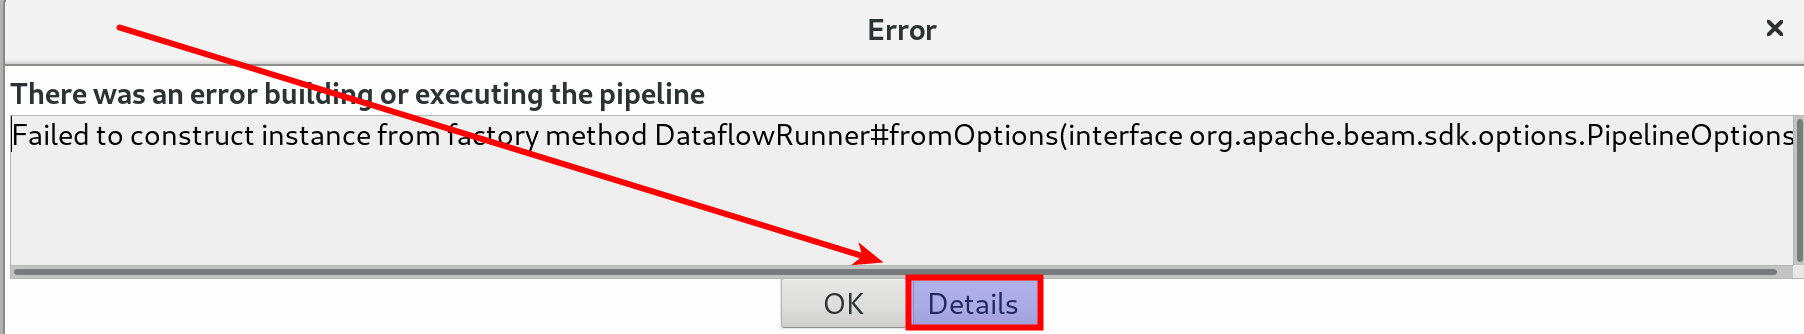 Error
There was an error building or executing the pipeline
Failed to construct instance from factory method DataflowRunner#fromOptions(interface org.apache.beam.sdk.options.PipelineOptions
OK Details